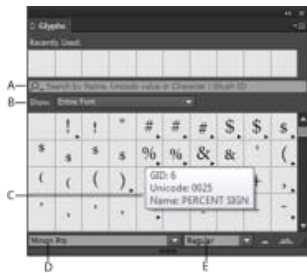 Glyphs
Recently Used:
A
Search by Name, Unicode value or Character / Glyph ID
B
Show: Entire Font
! ! " # # # $ $ $
$ $ $ $ % % & & ' (
( ( ( )
C
GID: 6
Unicode: 0025
Name: PERCENT SIGN
Minion Pro
Regular
D
E